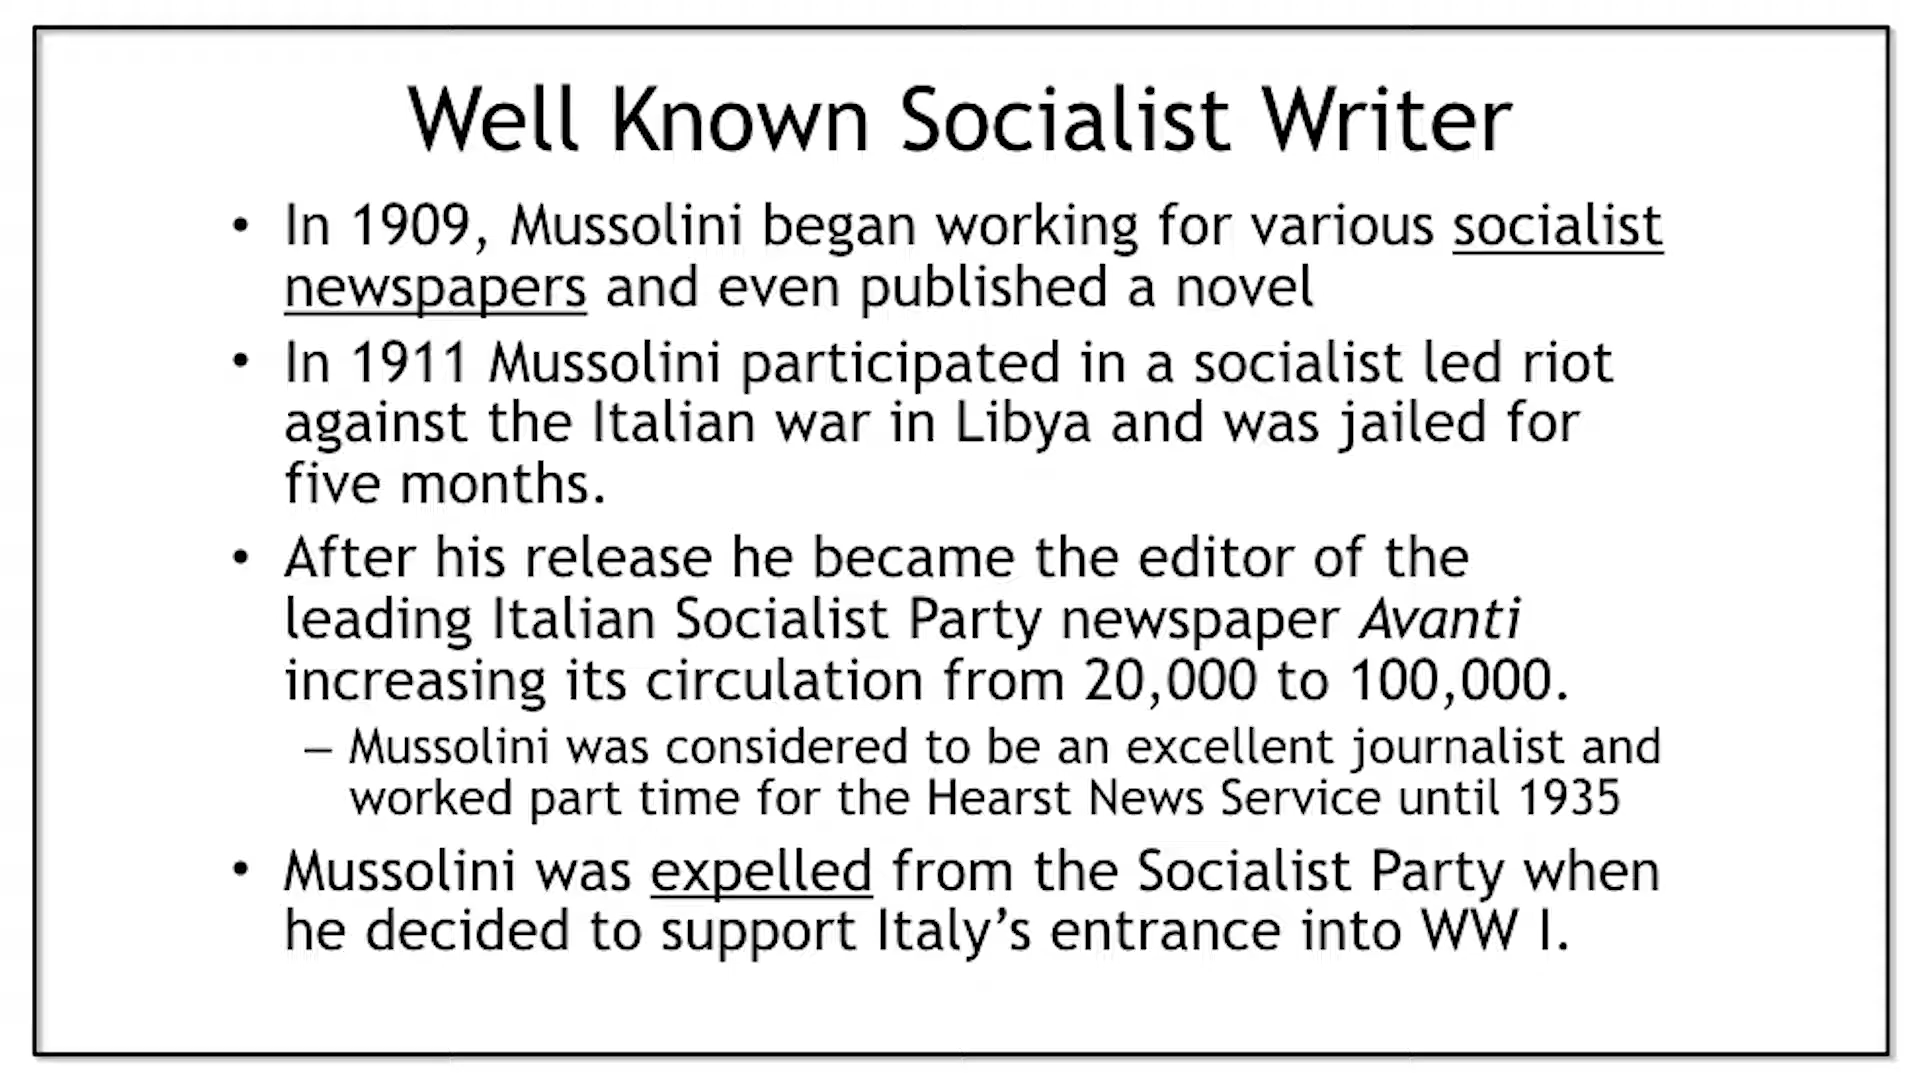 Well Known Socialist Writer
• In 1909, Mussolini began working for various socialist
newspapers and even published a novel
• In 1911 Mussolini participated in a socialist led riot
against the Italian war in Libya and was jailed for
five months.
• After his release he became the editor of the
leading Italian Socialist Party newspaper Avanti
increasing its circulation from 20,000 to 100,000.
– Mussolini was considered to be an excellent journalist and
worked part time for the Hearst News Service until 1935
• Mussolini was expelled from the Socialist Party when
he decided to support Italy’s entrance into WW I.